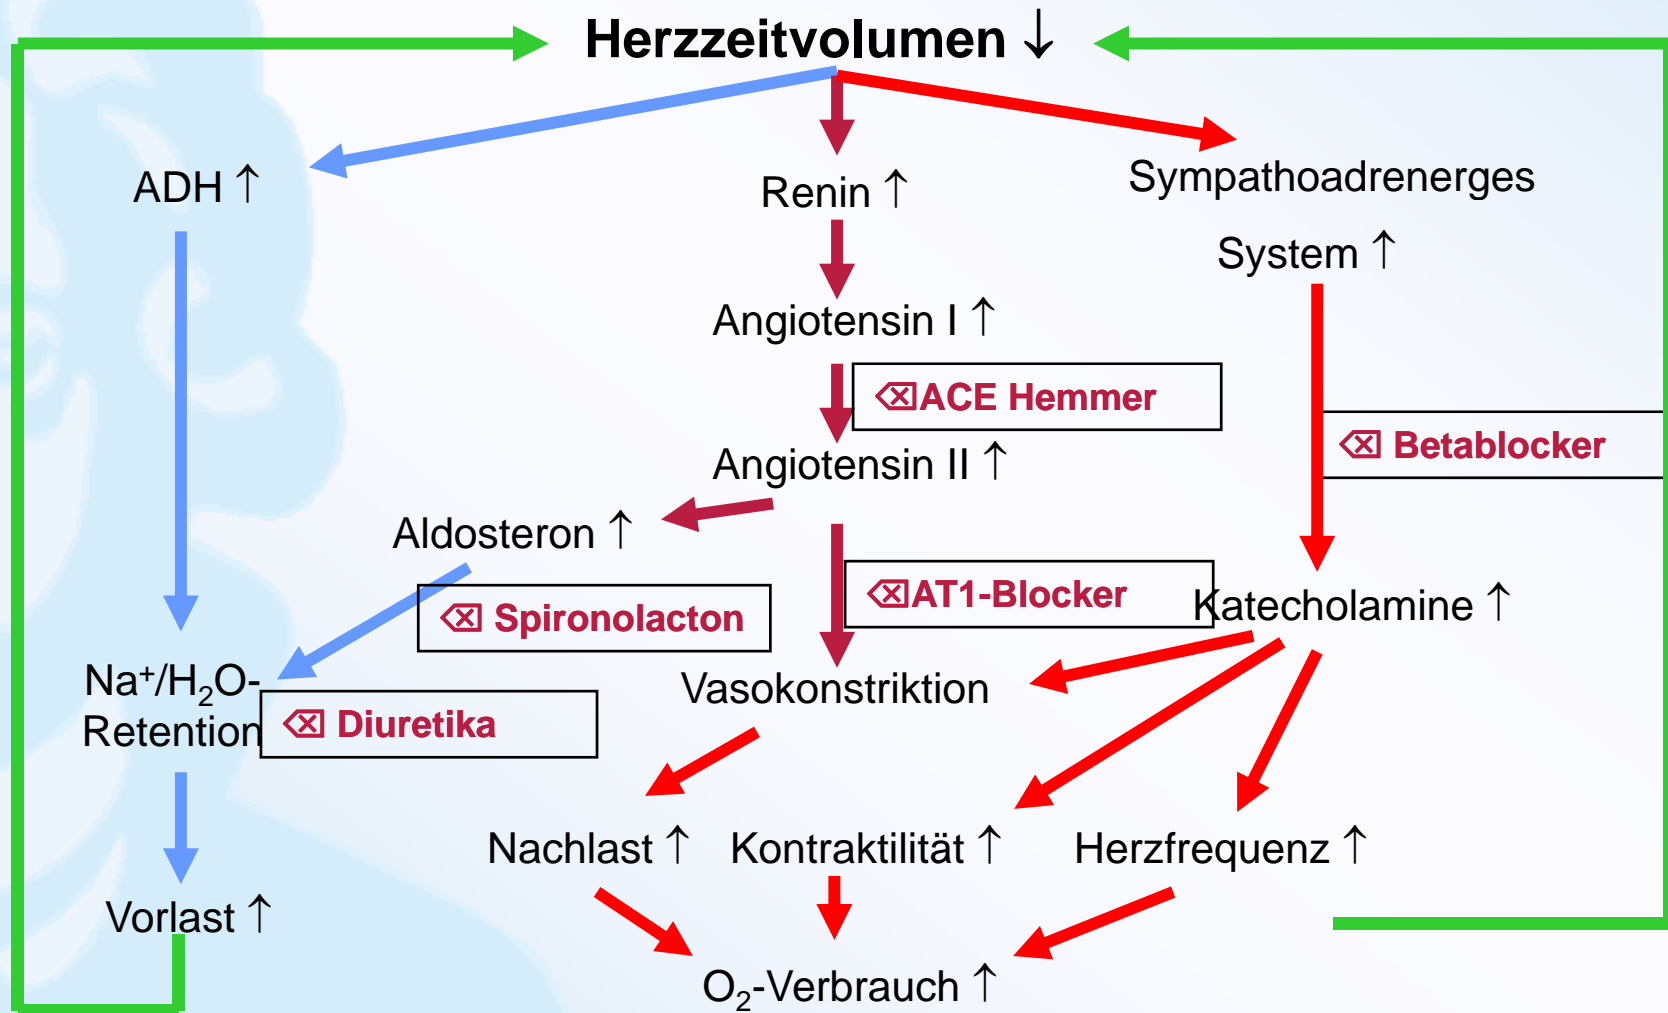 Herzzeitvolumen ↓
ADH ↑
Renin ↑
Sympathoadrenerges
System ↑
Angiotensin I ↑
⌫ACE Hemmer
⌫ Betablocker
Angiotensin II ↑
Aldosteron ↑
⌫AT1-Blocker
Katecholamine ↑
⌫ Spironolacton
Na⁺/H₂O-
Retention
Vasokonstriktion
⌫ Diuretika
Nachlast ↑
Kontraktilität ↑
Herzfrequenz ↑
Vorlast ↑
O₂-Verbrauch ↑